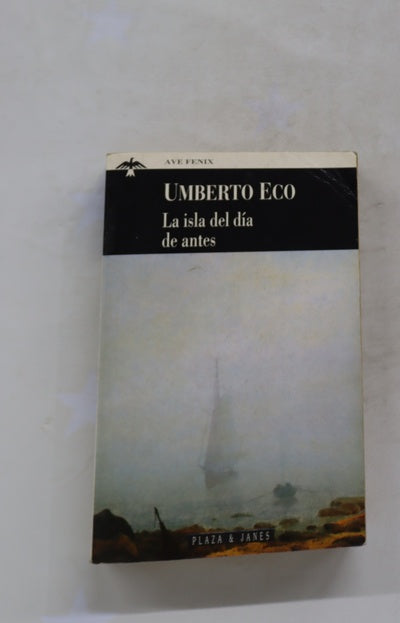 AVE FENIX
UMBERTO ECO
La isla del día
de antes
PLAZA & JANES